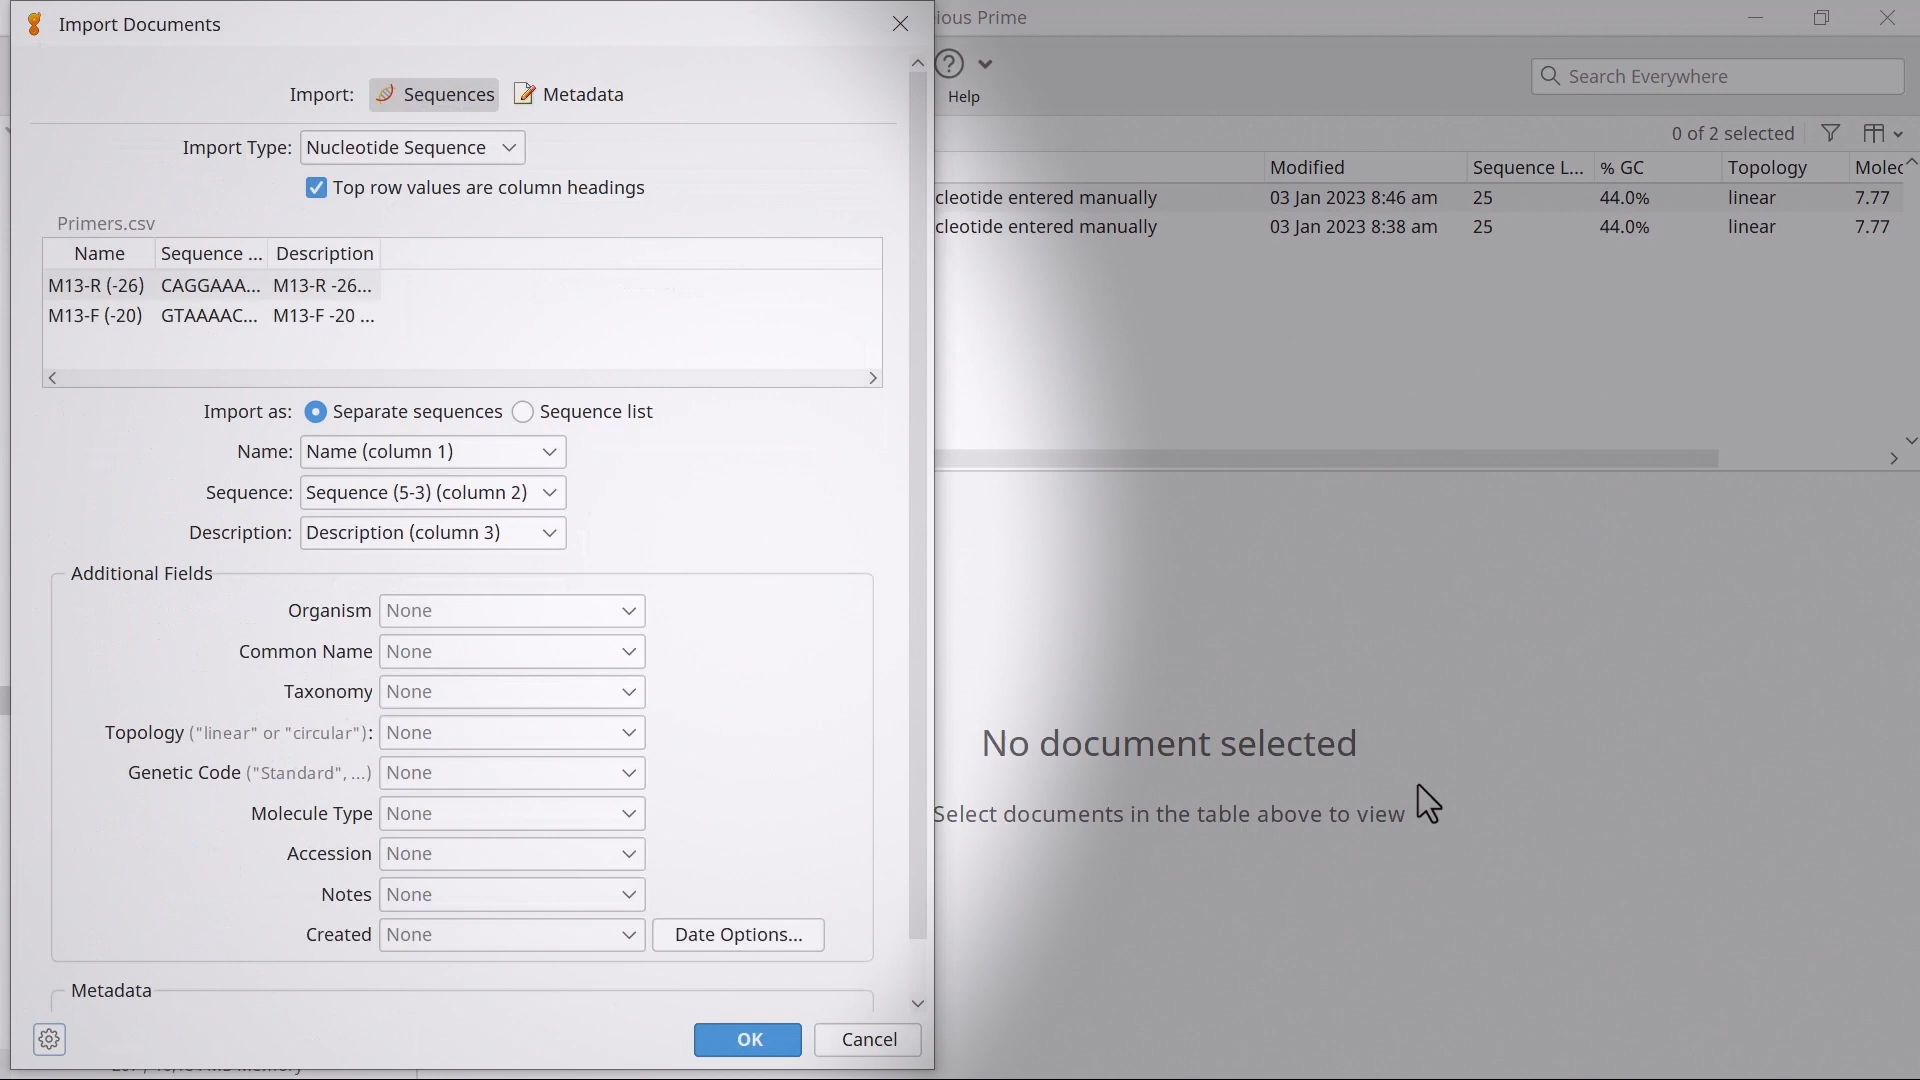 Import Documents
ious Prime
Import: Sequences Metadata
Help
Search Everywhere
Import Type: Nucleotide Sequence
Top row values are column headings
0 of 2 selected
Primers.csv
Name Sequence ... Description
M13-R (-26) CAGGAAA... M13-R -26...
M13-F (-20) GTAAAAC... M13-F -20 ...
Modified Sequence L... % GC Topology Molec
cleotide entered manually 03 Jan 2023 8:46 am 25 44.0% linear 7.77
cleotide entered manually 03 Jan 2023 8:38 am 25 44.0% linear 7.77
Import as: Separate sequences Sequence list
Name: Name (column 1)
Sequence: Sequence (5-3) (column 2)
Description: Description (column 3)
Additional Fields
Organism None
Common Name None
Taxonomy None
Topology ("linear" or "circular"): None
Genetic Code ("Standard", ...) None
Molecule Type None
Accession None
Notes None
Created None Date Options...
Metadata
OK Cancel
No document selected
Select documents in the table above to view